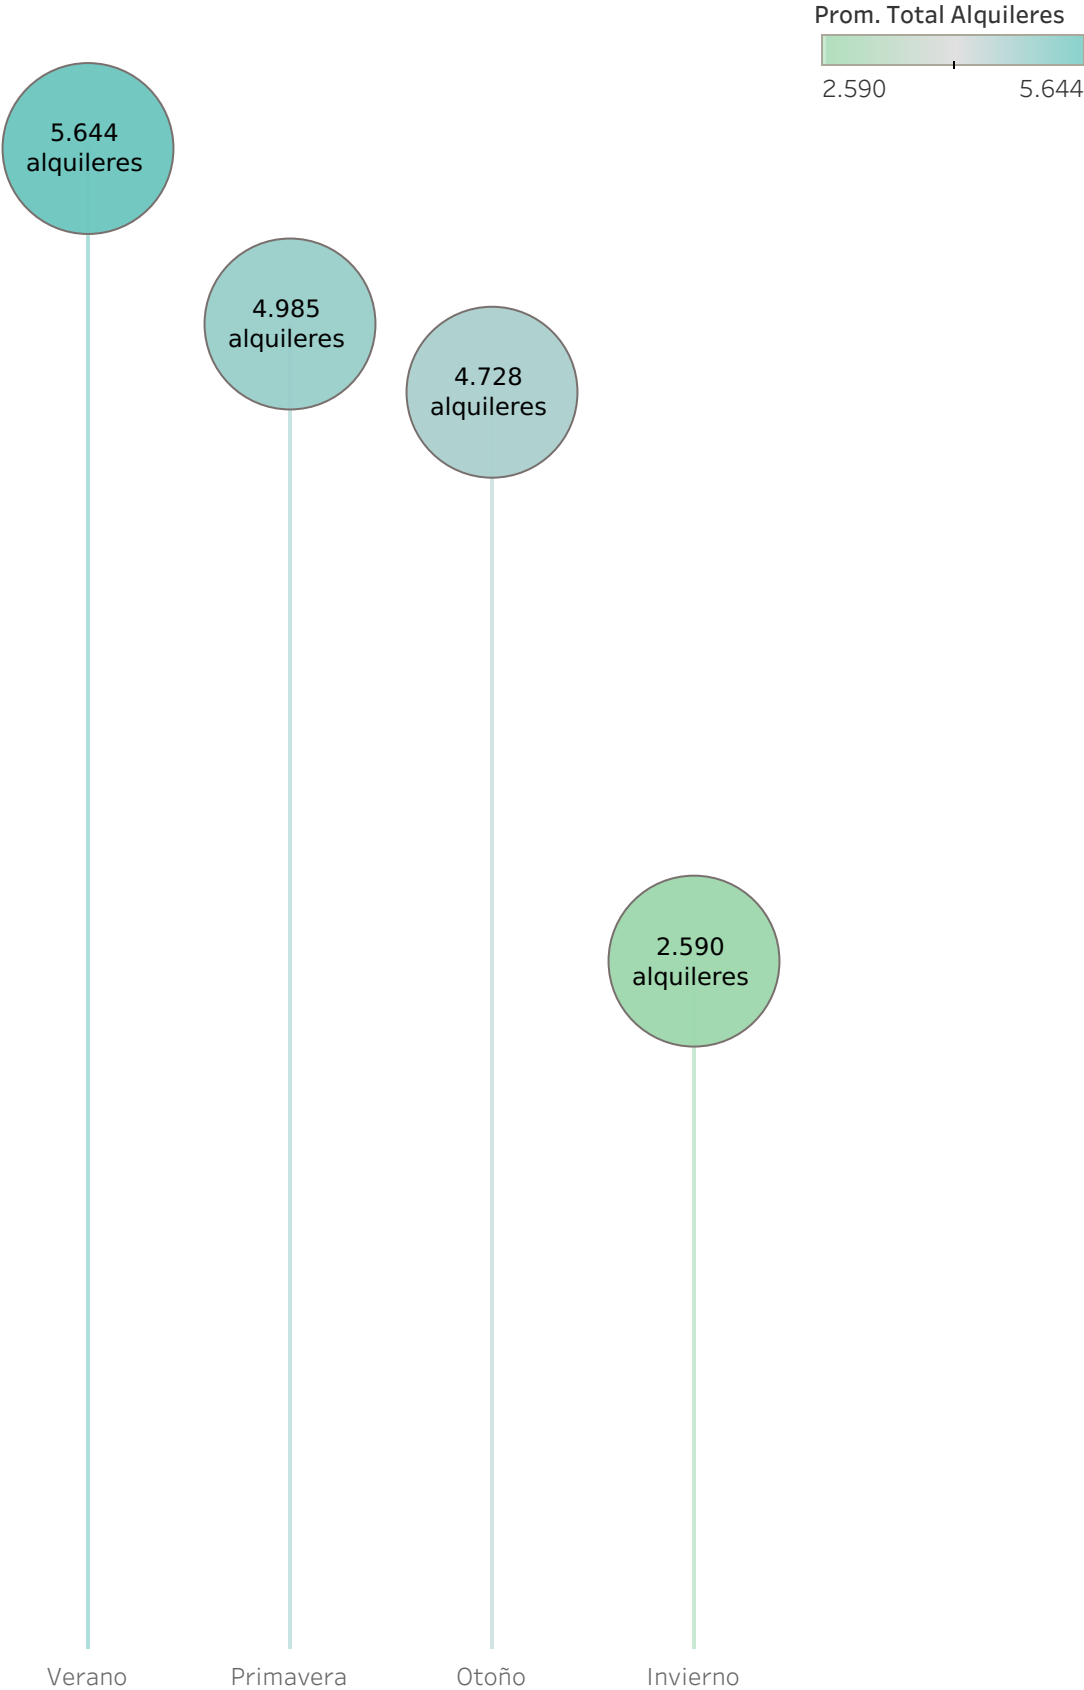 Prom. Total Alquileres
2.590 5.644
5.644
alquileres
4.985
alquileres
4.728
alquileres
2.590
alquileres
Verano Primavera Otoño Invierno